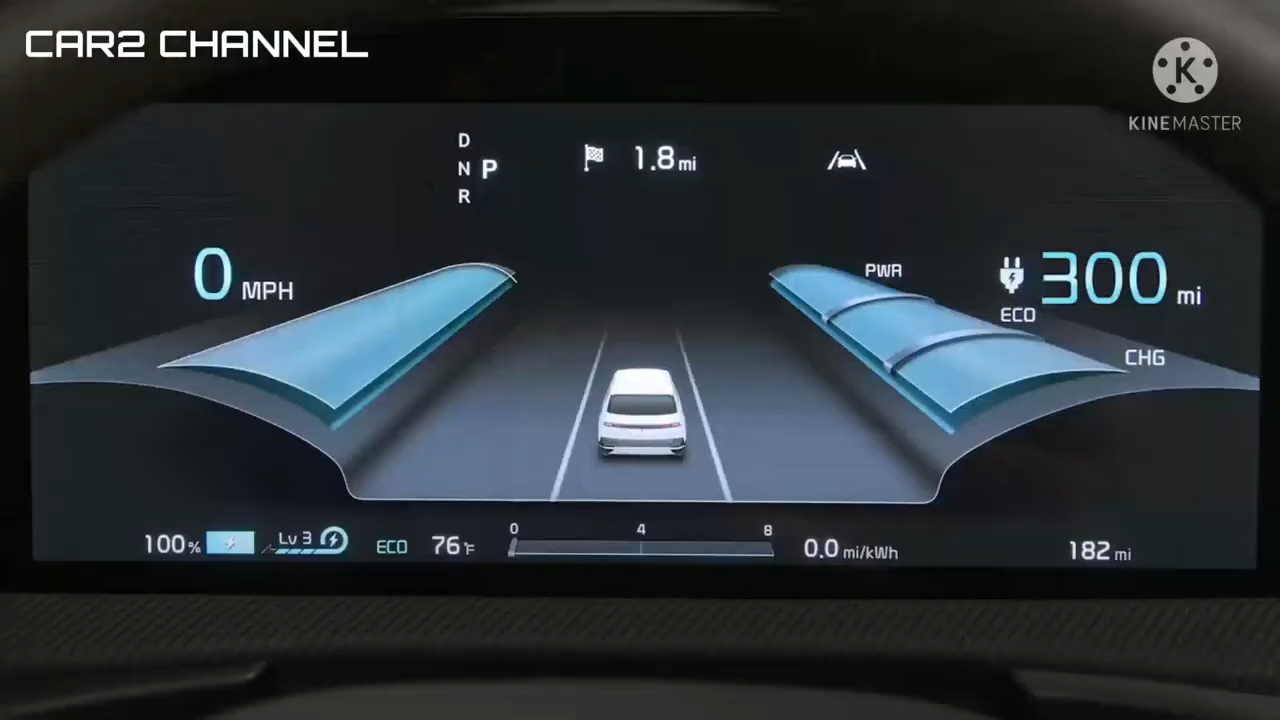 CAR2 CHANNEL
K
KINEMASTER
D
N P
R
1.8 mi
0 MPH
PWR
300 mi
ECO
CHG
100%
Lv 3
ECO
76°F
0 4 8
0.0 mi/kWh
182 mi